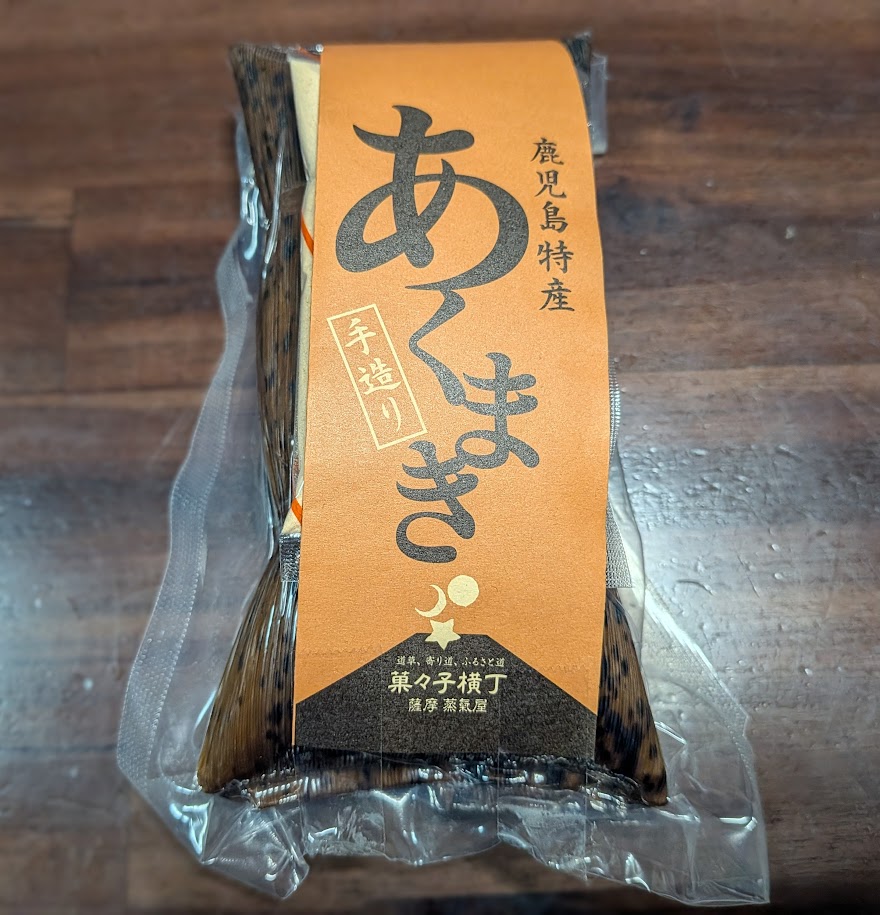 鹿児島特産
あくまき
手造り
道草、寄り道、ふるさと道
菓々子横丁
薩摩 蒸氣屋